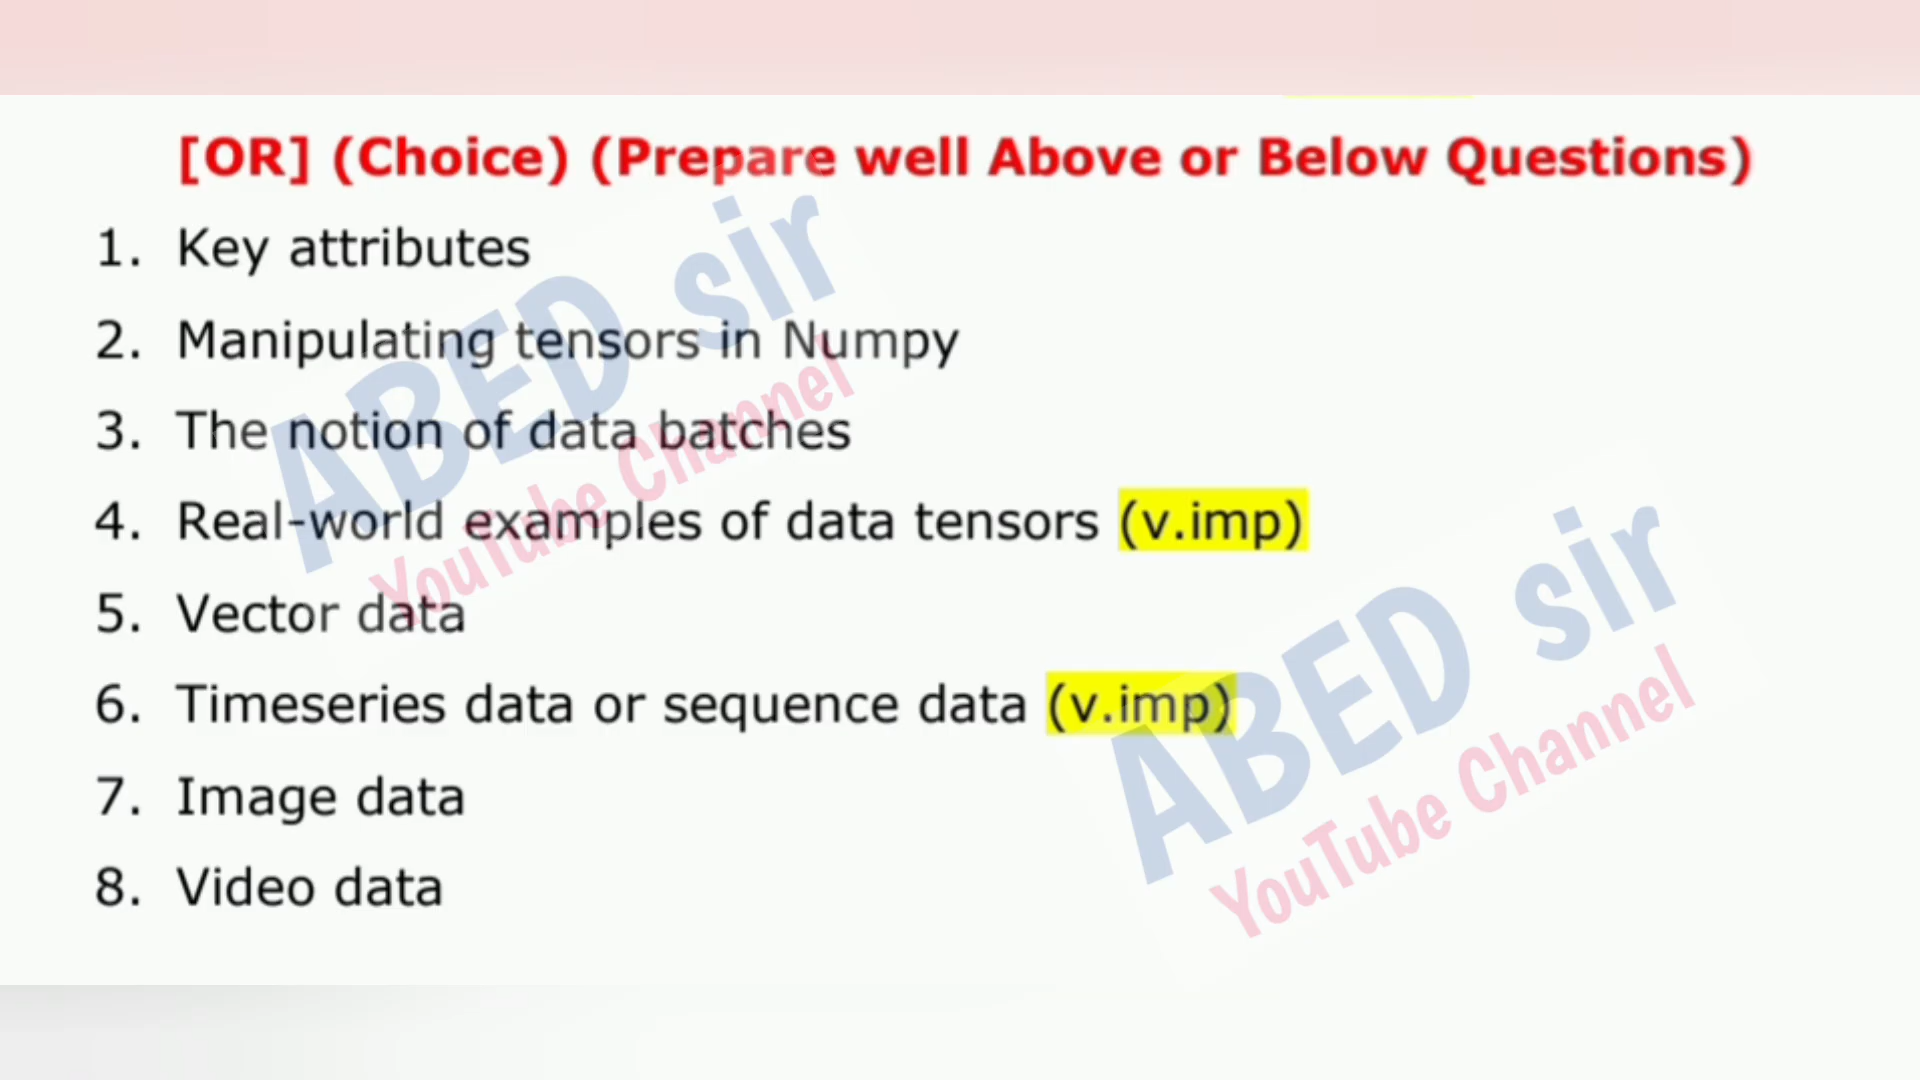 [OR] (Choice) (Prepare well Above or Below Questions)
1. Key attributes
2. Manipulating tensors in Numpy
3. The notion of data batches
4. Real-world examples of data tensors (v.imp)
5. Vector data
6. Timeseries data or sequence data (v.imp)
7. Image data
8. Video data
ABED sir
YouTube Channel
ABED sir
YouTube Channel